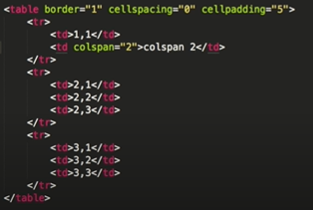 <table border="1" cellspacing="0" cellpadding="5">
<tr>
<td>1,1</td>
<td colspan="2">colspan 2</td>
</tr>
<tr>
<td>2,1</td>
<td>2,2</td>
<td>2,3</td>
</tr>
<tr>
<td>3,1</td>
<td>3,2</td>
<td>3,3</td>
</tr>
</table>